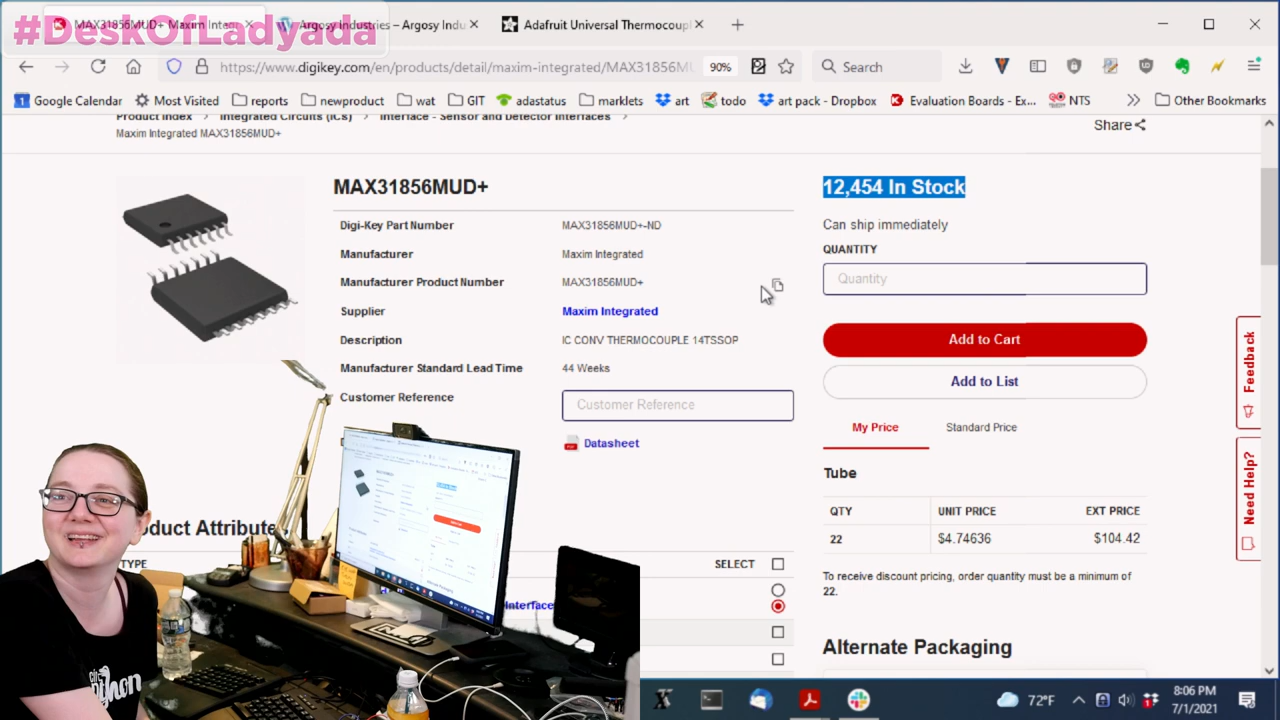 #DeskOfLadyada
MAX31856MUD+ Maxim Integ
Argosy Industries – Argosy Indu
Adafruit Universal Thermocoupl
https://www.digikey.com/en/products/detail/maxim-integrated/MAX31856MU
90%
Search
Google Calendar
Most Visited
reports
newproduct
wat
GIT
adastatus
marklets
art
todo
art pack - Dropbox
Evaluation Boards - Ex...
NTS
Other Bookmarks
Product Index > Integrated Circuits (ICs) > Interface - Sensor and Detector Interfaces >
Maxim Integrated MAX31856MUD+
Share
MAX31856MUD+
Digi-Key Part Number MAX31856MUD+-ND
Manufacturer Maxim Integrated
Manufacturer Product Number MAX31856MUD+
Supplier Maxim Integrated
Description IC CONV THERMOCOUPLE 14TSSOP
Manufacturer Standard Lead Time 44 Weeks
Customer Reference
Customer Reference
Datasheet
12,454 In Stock
Can ship immediately
QUANTITY
Quantity
Add to Cart
Add to List
My Price
Standard Price
Tube
QTY UNIT PRICE EXT PRICE
22 $4.74636 $104.42
To receive discount pricing, order quantity must be a minimum of
22.
Alternate Packaging
Feedback
Need Help?
oduct Attribute
TYPE
SELECT
Interface
python
72°F
8:06 PM
7/1/2021